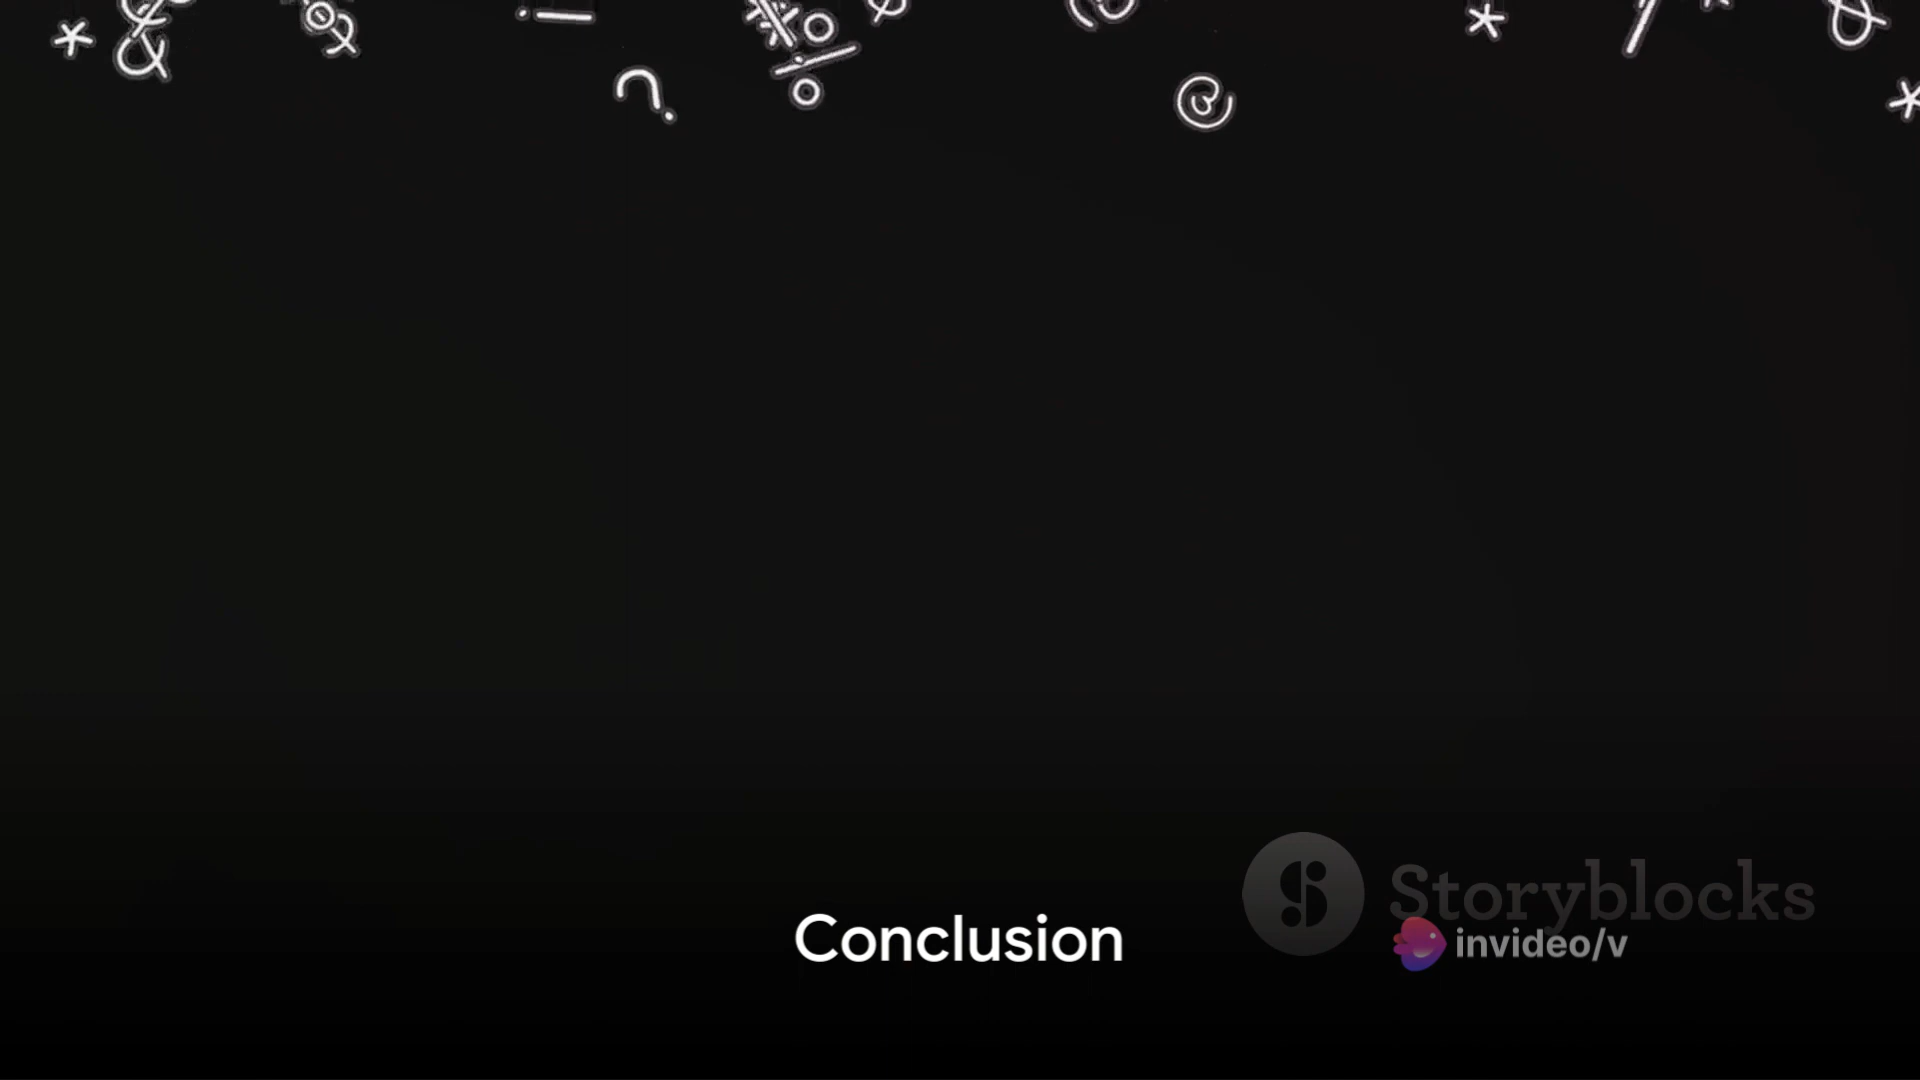 * & ? % @ * / & *
Conclusion
Storyblocks
invideo/v